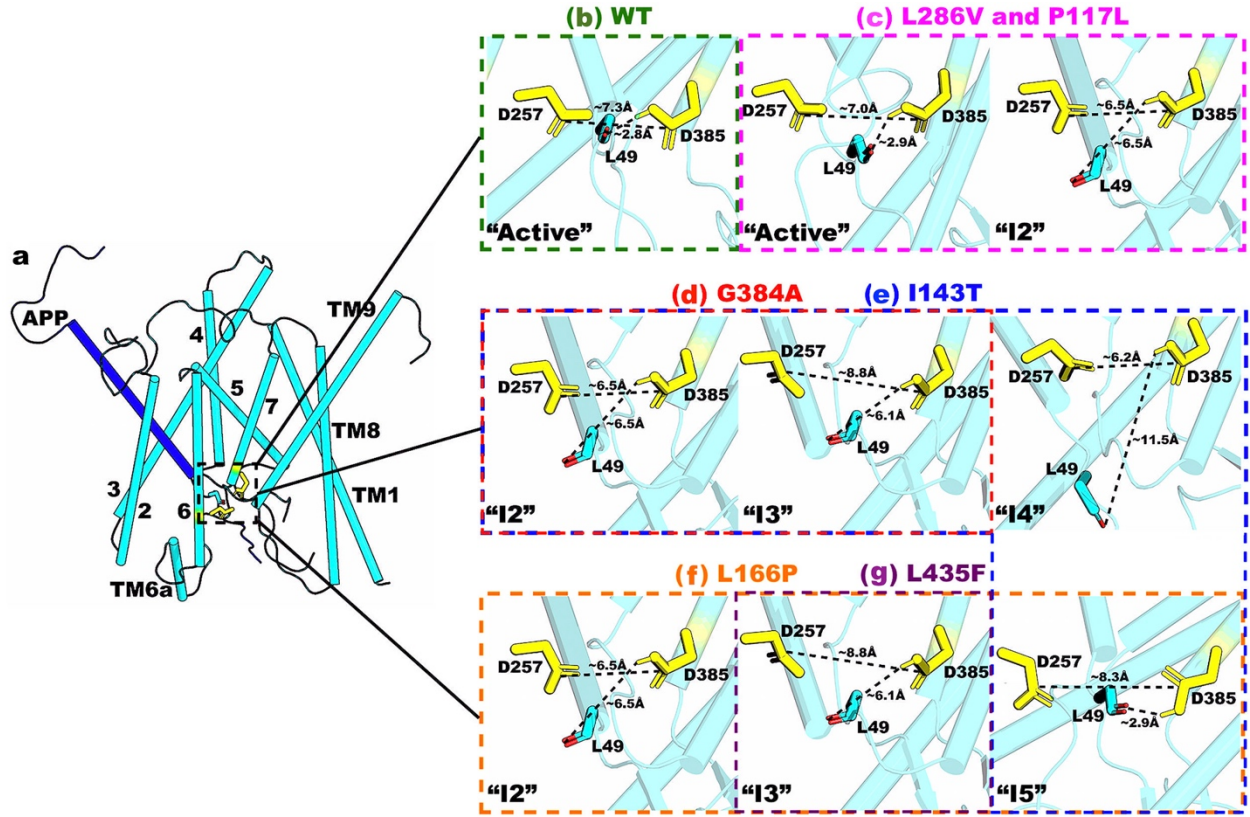 (b) WT
(c) L286V and P117L
D257
~7.3Å
~2.8Å
D385
L49
"Active"
D257
~7.0Å
D385
~2.9Å
L49
"Active"
~6.5Å
D257
D385
~6.5Å
L49
"I2"
a
APP
TM9
4
5
7
TM8
3
2
6
TM1
TM6a
(d) G384A
(e) I143T
D257
~6.5Å
D385
~6.5Å
L49
"I2"
D257
~8.8Å
D385
~6.1Å
L49
"I3"
~6.2Å
D257
D385
~11.5Å
L49
"I4"
(f) L166P
(g) L435F
D257
~6.5Å
D385
~6.5Å
L49
"I2"
D257
~8.8Å
D385
~6.1Å
L49
"I3"
D257
~8.3Å
D385
L49
~2.9Å
"I5"